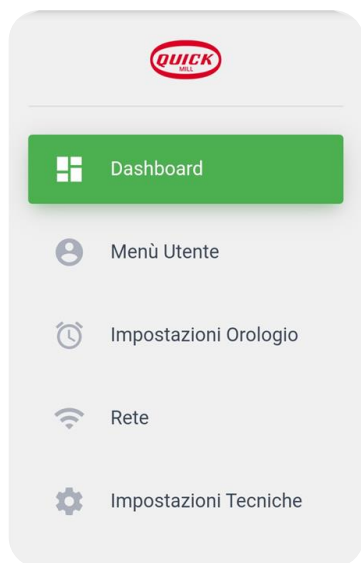 QUICK
MILL
Dashboard
Menù Utente
Impostazioni Orologio
Rete
Impostazioni Tecniche